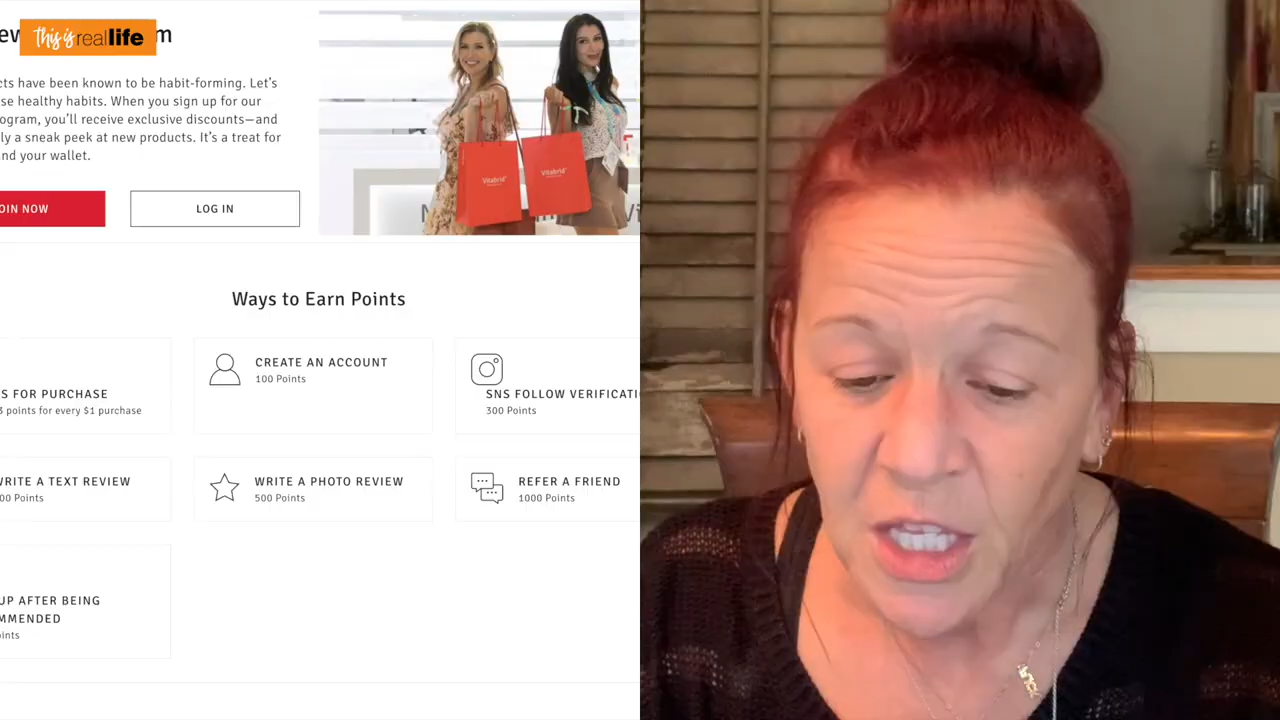 ew
this is real life
m
cts have been known to be habit-forming. Let's
se healthy habits. When you sign up for our
ogram, you'll receive exclusive discounts—and
ly a sneak peek at new products. It's a treat for
nd your wallet.
OIN NOW
LOG IN
Vitabrid
Vitabrid
Ways to Earn Points
S FOR PURCHASE
3 points for every $1 purchase
CREATE AN ACCOUNT
100 Points
SNS FOLLOW VERIFICATI
300 Points
WRITE A TEXT REVIEW
00 Points
WRITE A PHOTO REVIEW
500 Points
REFER A FRIEND
1000 Points
UP AFTER BEING
MMENDED
oints